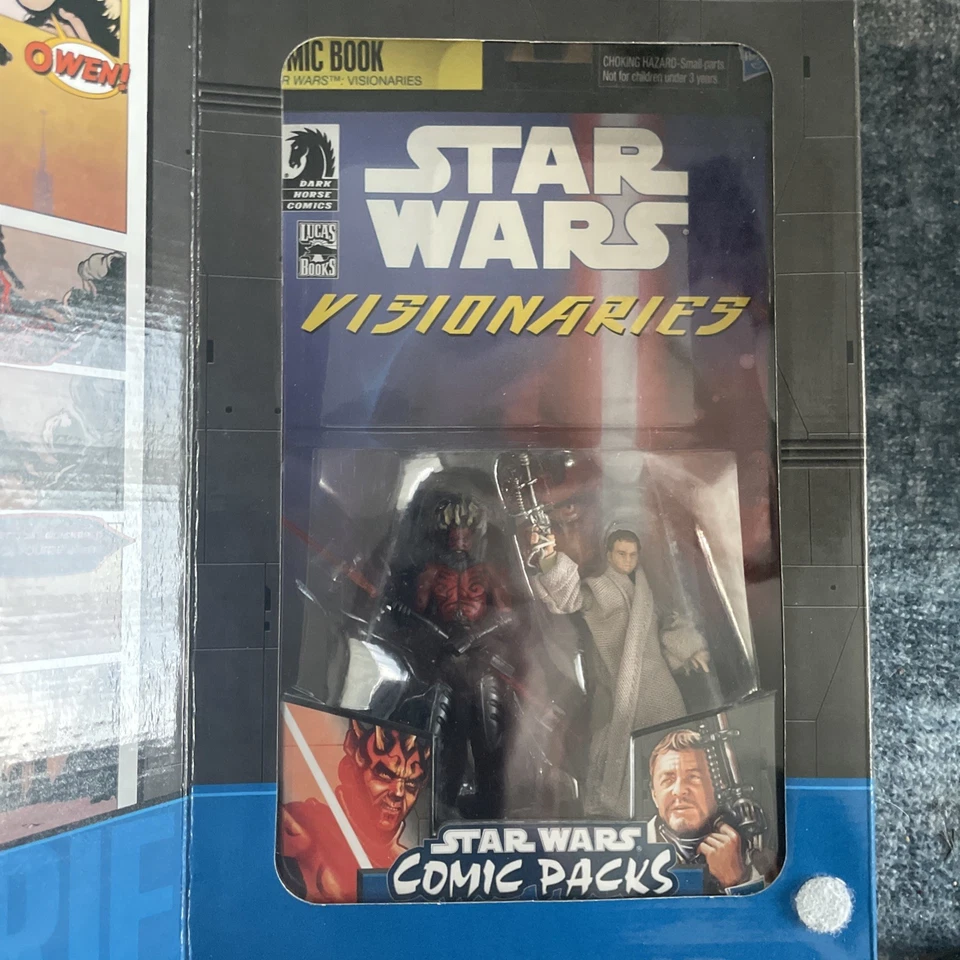 OWEN!
MIC BOOK
R WARS™: VISIONARIES
CHOKING HAZARD-Small parts.
Not for children under 3 years.
DARK
HORSE
COMICS
LUCAS
BOOKS
STAR
WARS
VISIONARIES
STAR WARS
COMIC PACKS
RIE